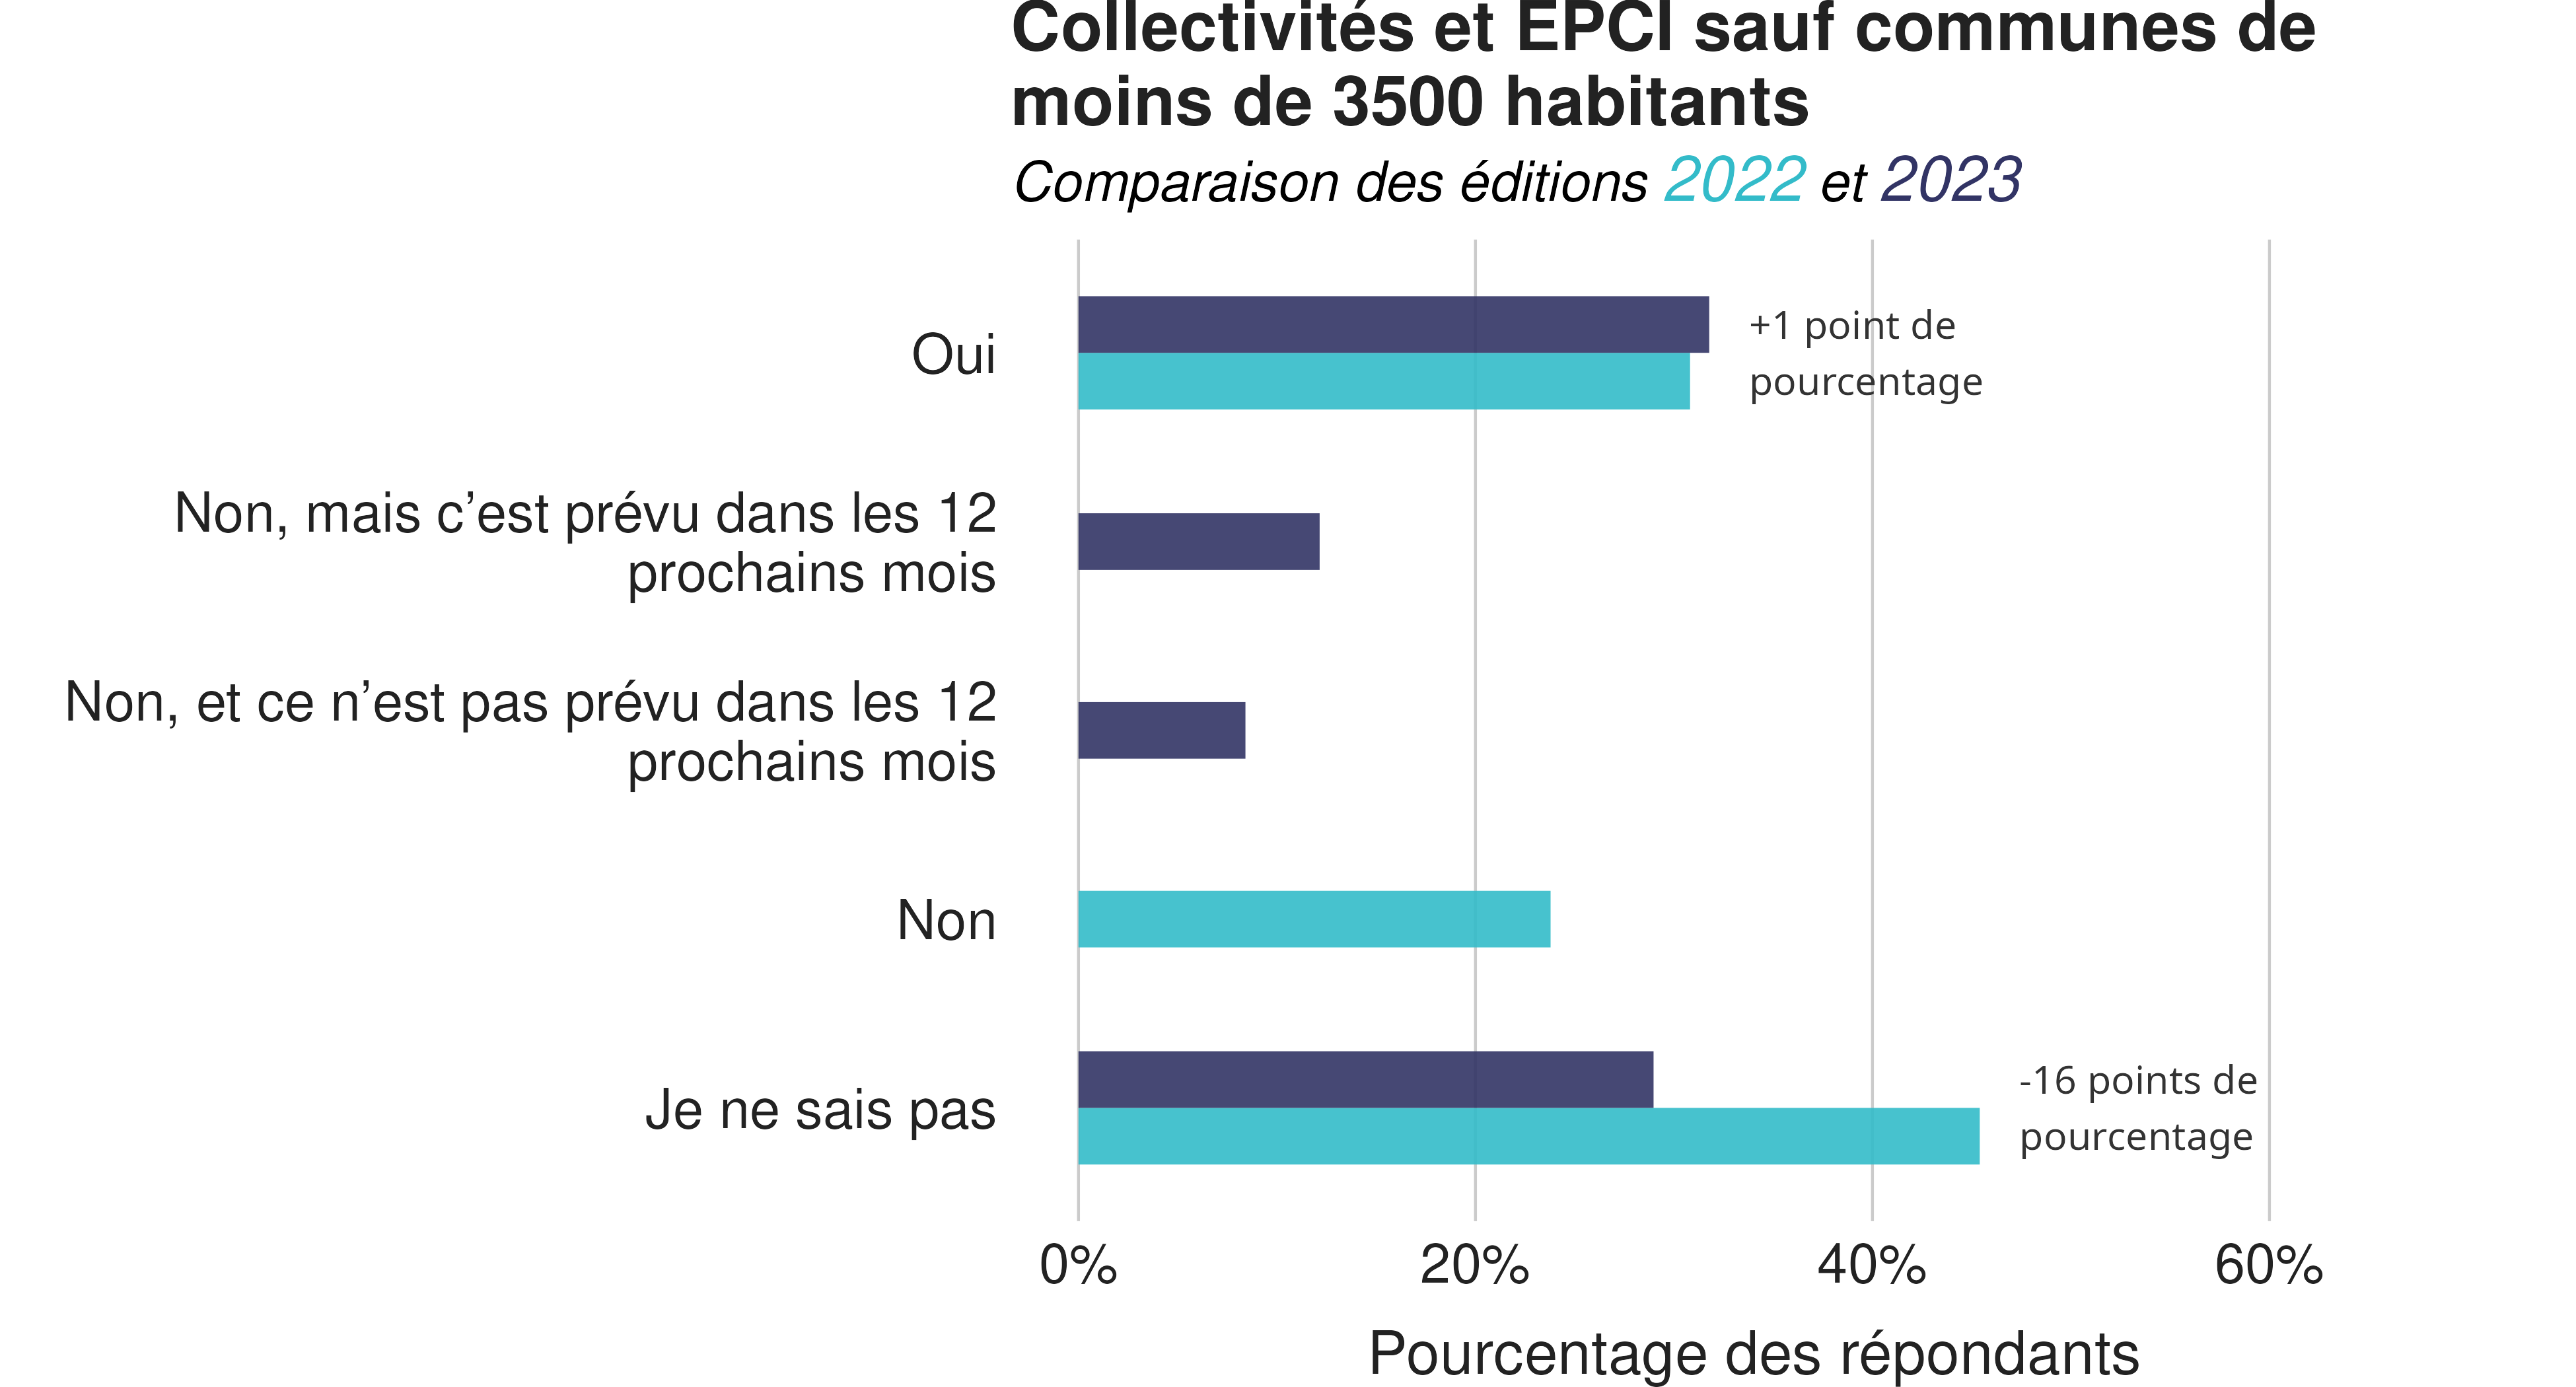 Collectivités et EPCI sauf communes de
moins de 3500 habitants
Comparaison des éditions 2022 et 2023
Oui
+1 point de
pourcentage
Non, mais c’est prévu dans les 12
prochains mois
Non, et ce n’est pas prévu dans les 12
prochains mois
Non
Je ne sais pas
-16 points de
pourcentage
0%
20%
40%
60%
Pourcentage des répondants